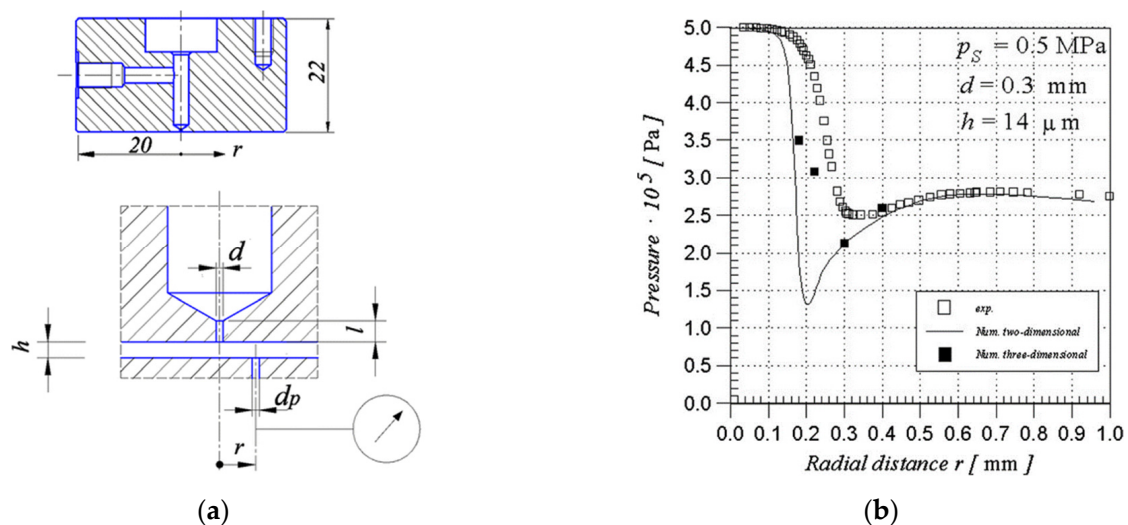 20
r
22
d
l
h
dp
r
(a)
Pressure · 10⁵ [ Pa]
5.0
4.5
4.0
3.5
3.0
2.5
2.0
1.5
1.0
0.5
0.0
pS = 0.5 MPa
d = 0.3 mm
h = 14 μm
exp.
Num. two-dimensional
Num. three-dimensional
0.0 0.1 0.2 0.3 0.4 0.5 0.6 0.7 0.8 0.9 1.0
Radial distance r [ mm ]
(b)